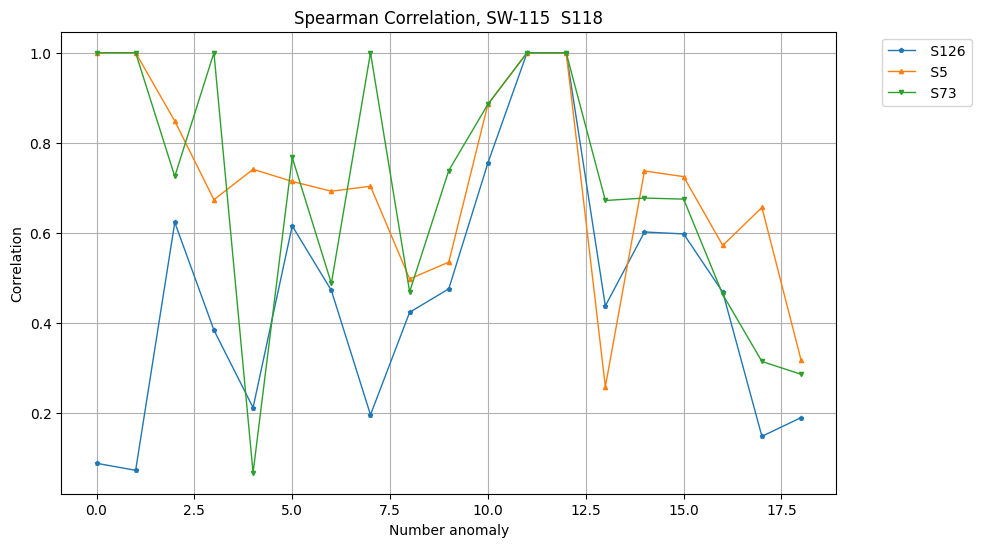 Spearman Correlation, SW-115  S118
S126
S5
S73
Correlation
1.0
0.8
0.6
0.4
0.2
0.0 2.5 5.0 7.5 10.0 12.5 15.0 17.5
Number anomaly